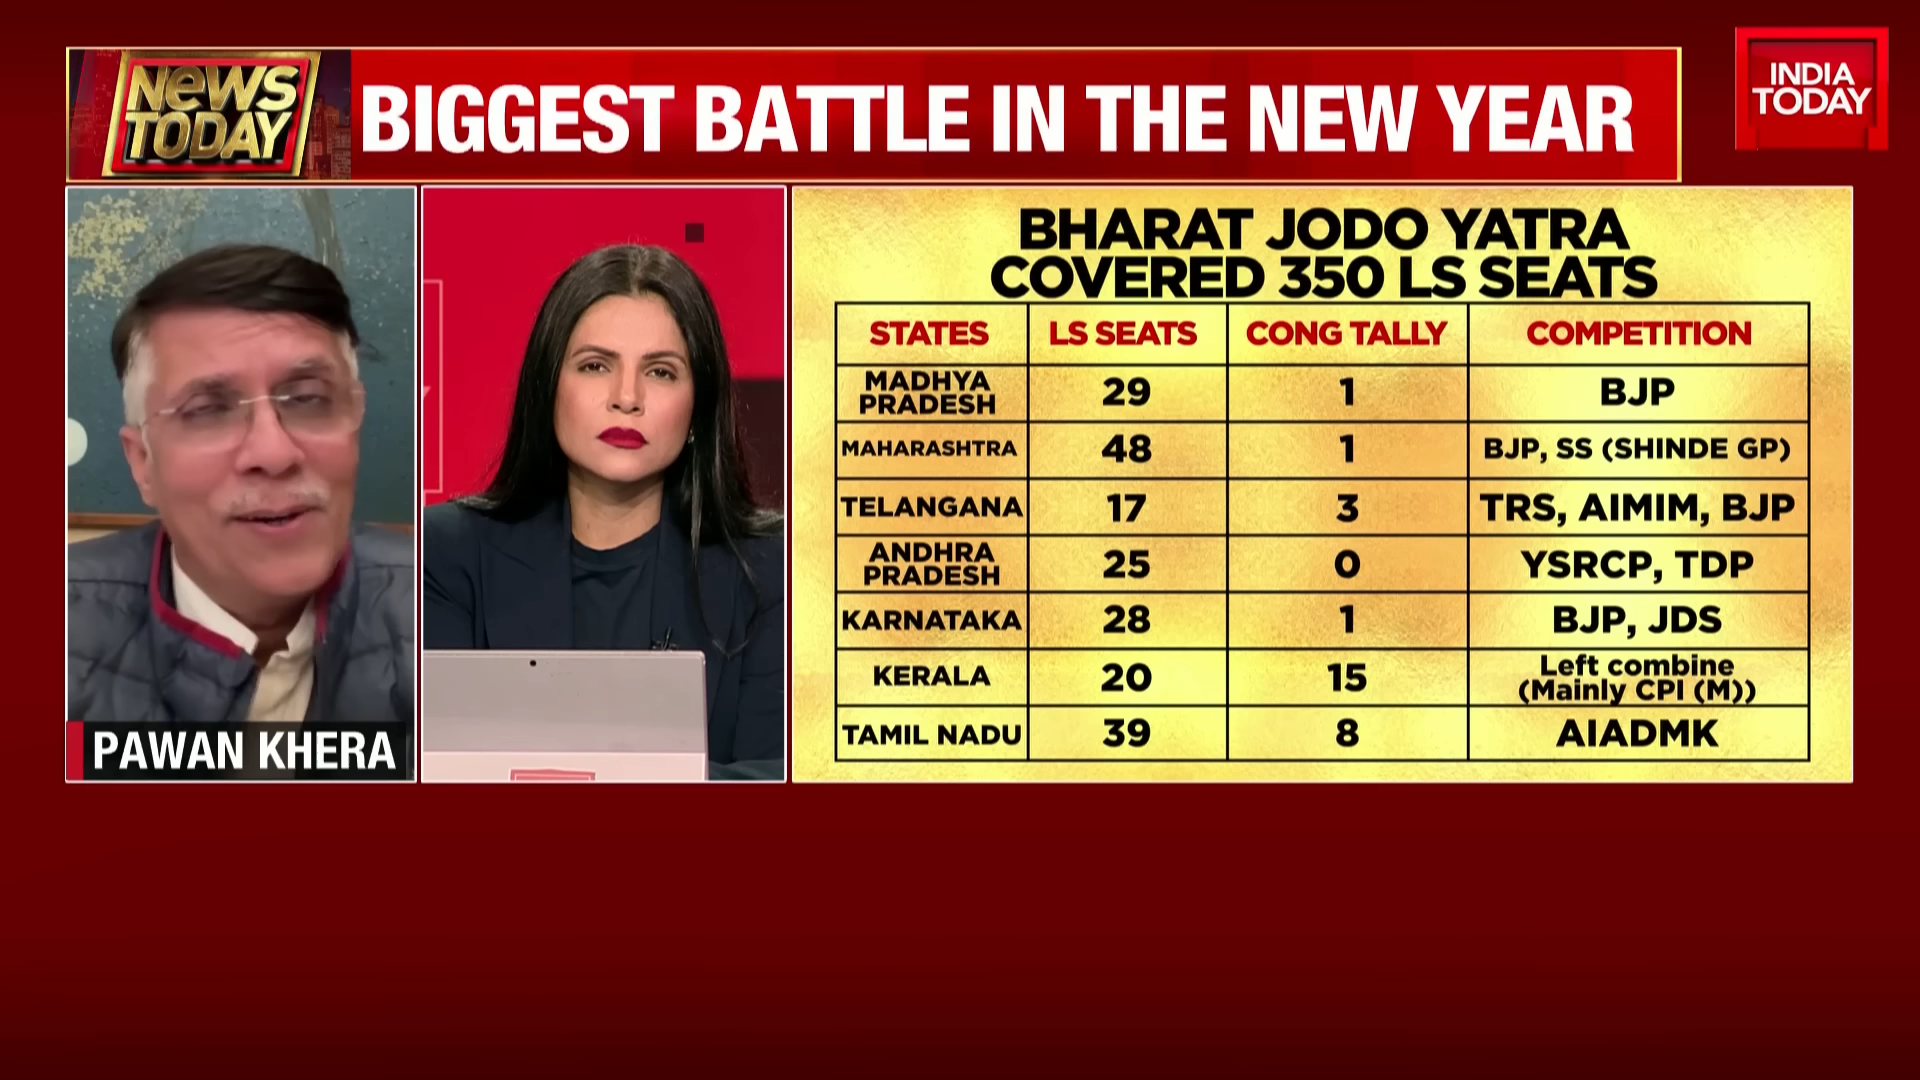 NEWS
TODAY
BIGGEST BATTLE IN THE NEW YEAR
INDIA
TODAY
PAWAN KHERA
BHARAT JODO YATRA
COVERED 350 LS SEATS
STATES LS SEATS CONG TALLY COMPETITION
MADHYA PRADESH 29 1 BJP
MAHARASHTRA 48 1 BJP, SS (SHINDE GP)
TELANGANA 17 3 TRS, AIMIM, BJP
ANDHRA PRADESH 25 0 YSRCP, TDP
KARNATAKA 28 1 BJP, JDS
KERALA 20 15 Left combine (Mainly CPI (M))
TAMIL NADU 39 8 AIADMK